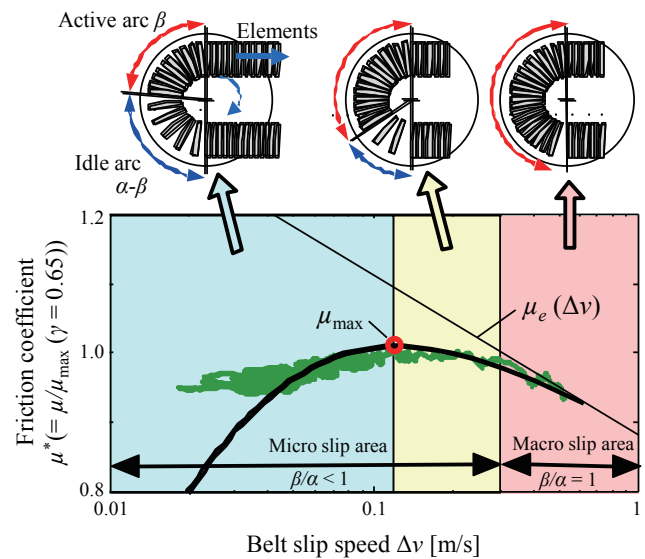 Active arc β
Elements
Idle arc
α-β
Friction coefficient
μ*(= μ/μmax (γ = 0.65))
1.2
1.0
0.8
μmax
μe (Δv)
Micro slip area
β/α < 1
Macro slip area
β/α = 1
0.01
0.1
1
Belt slip speed Δv [m/s]